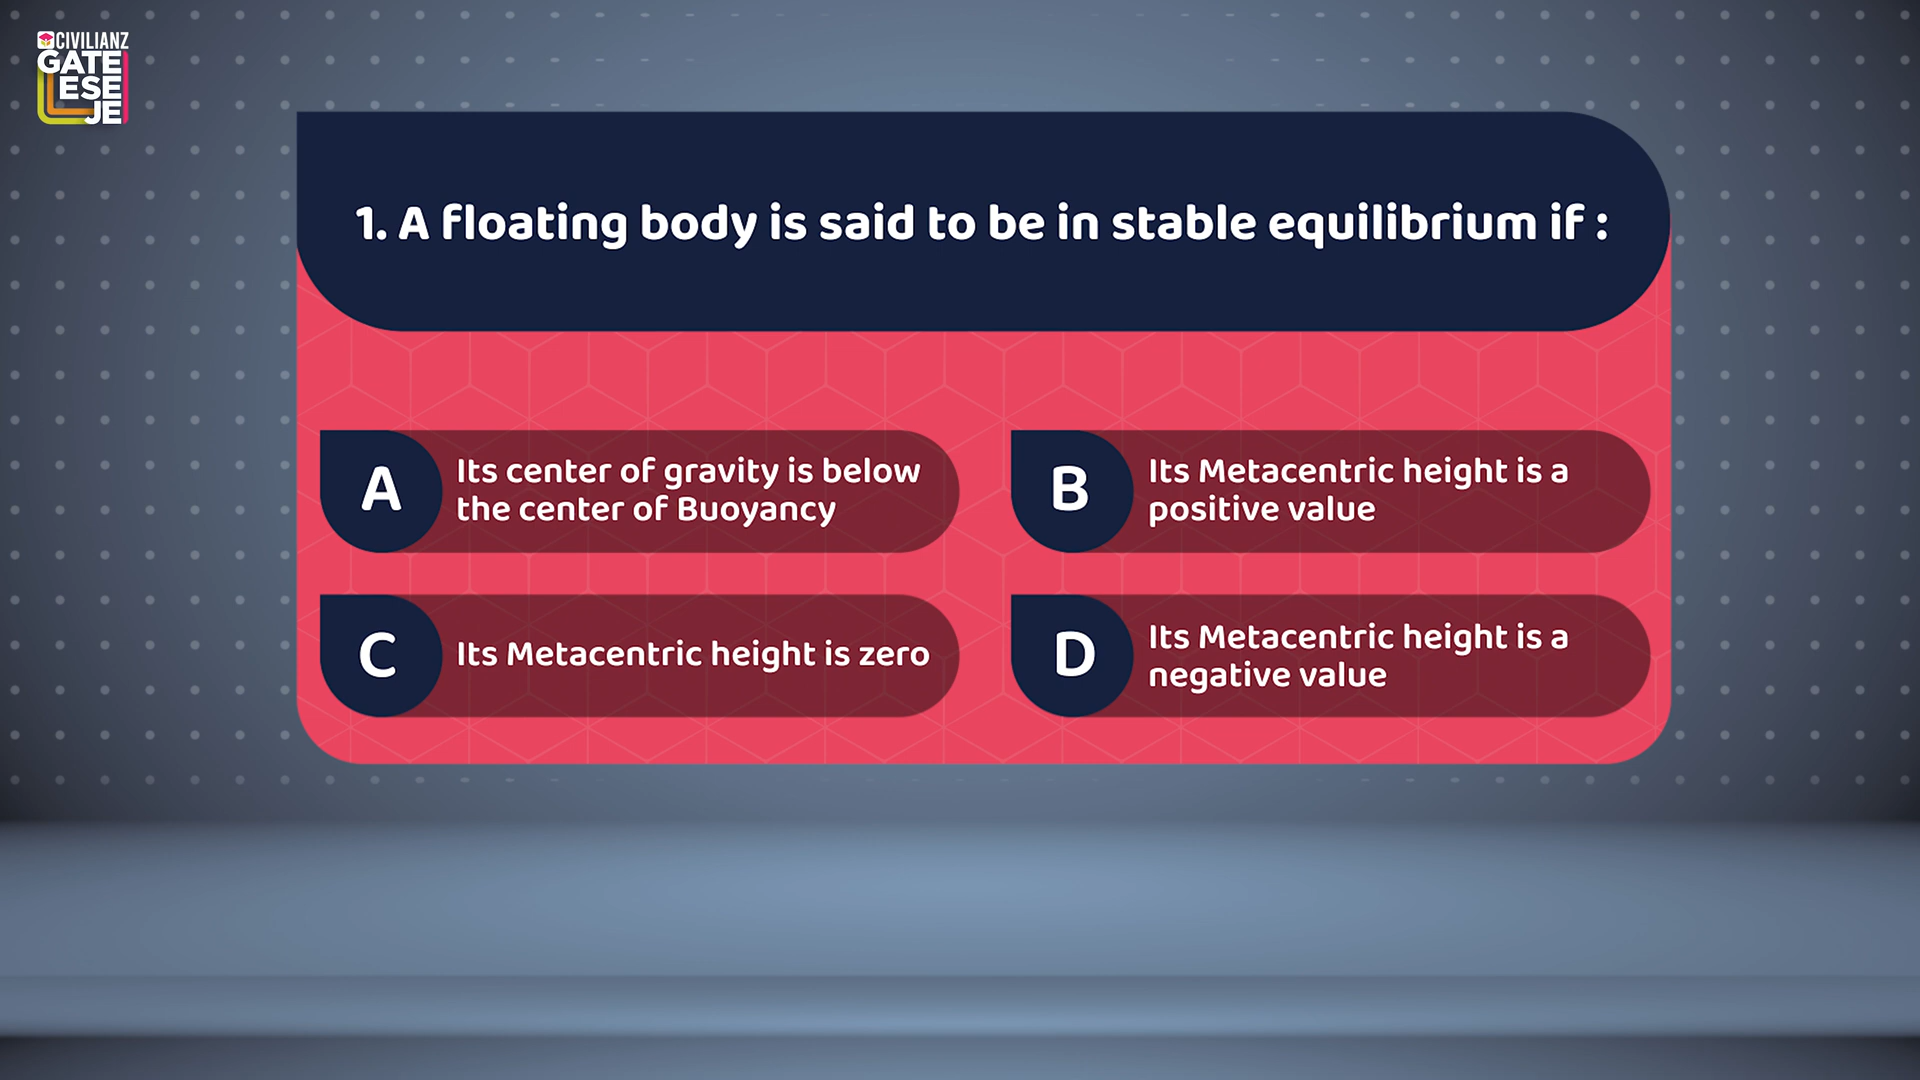 CIVILIANZ
GATE
ESE
JE
1. A floating body is said to be in stable equilibrium if :
A
Its center of gravity is below
the center of Buoyancy
B
Its Metacentric height is a
positive value
C
Its Metacentric height is zero
D
Its Metacentric height is a
negative value